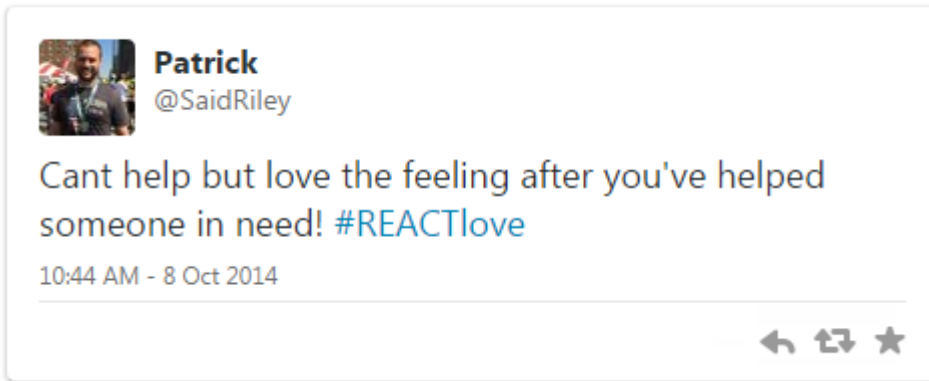 Patrick
@SaidRiley
Cant help but love the feeling after you've helped
someone in need! #REACTlove
10:44 AM - 8 Oct 2014